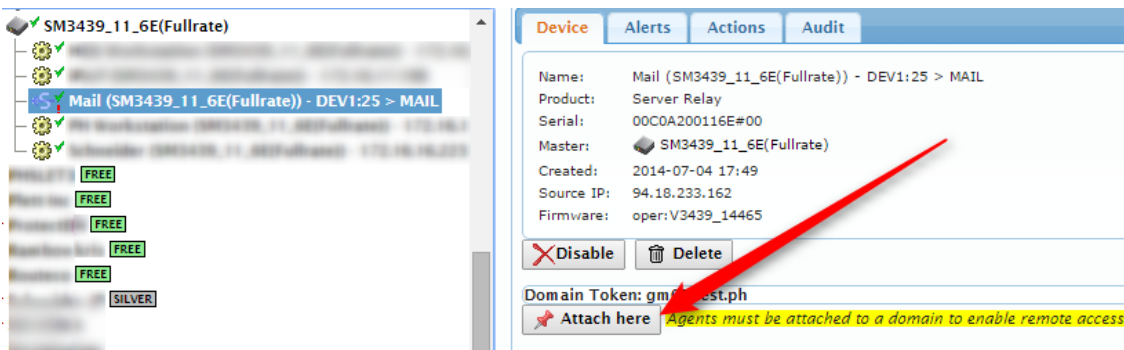 SM3439_11_6E(Fullrate)
Mail (SM3439_11_6E(Fullrate)) - DEV1:25 > MAIL
FREE
FREE
FREE
FREE
FREE
SILVER
Device Alerts Actions Audit
Name: Mail (SM3439_11_6E(Fullrate)) - DEV1:25 > MAIL
Product: Server Relay
Serial: 00C0A200116E#00
Master: SM3439_11_6E(Fullrate)
Created: 2014-07-04 17:49
Source IP: 94.18.233.162
Firmware: oper:V3439_14465
Disable Delete
Domain Token:
Attach here Agents must be attached to a domain to enable remote access